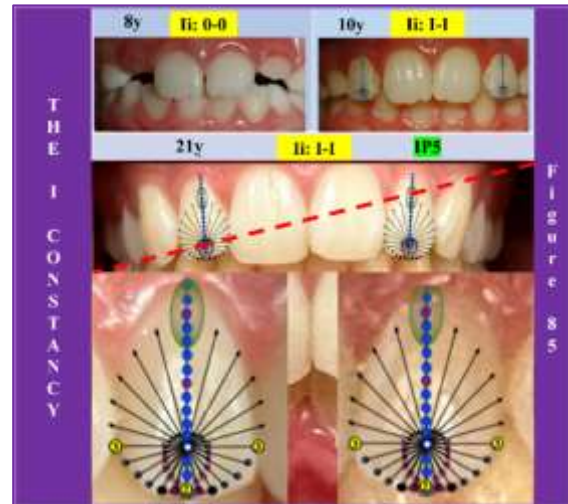 8y Ii: 0-0
10y Ii: I-I
21y Ii: I-I IP5
THE I CONSTANCY
Figure 85